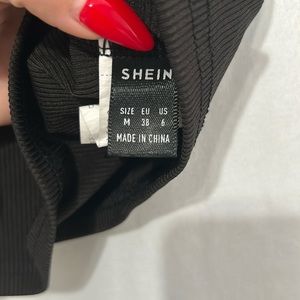 SHEIN
SIZE EU US
M 38 6
MADE IN CHINA